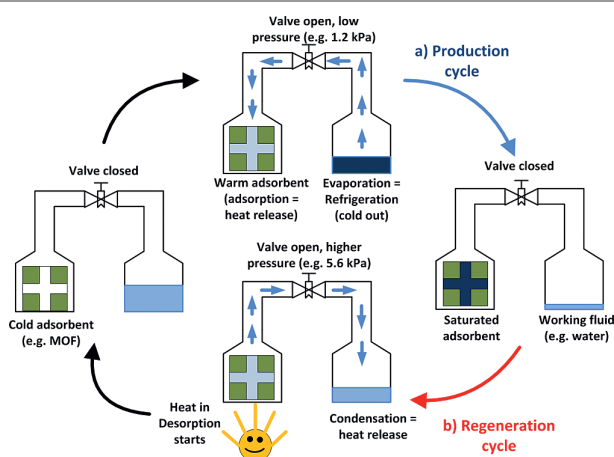 Valve open, low
pressure (e.g. 1.2 kPa)
a) Production
cycle
Valve closed
Valve closed
Warm adsorbent
(adsorption =
heat release)
Evaporation =
Refrigeration
(cold out)
Valve open, higher
pressure (e.g. 5.6 kPa)
Cold adsorbent
(e.g. MOF)
Saturated
adsorbent
Working fluid
(e.g. water)
Heat in
Desorption
starts
Condensation =
heat release
b) Regeneration
cycle